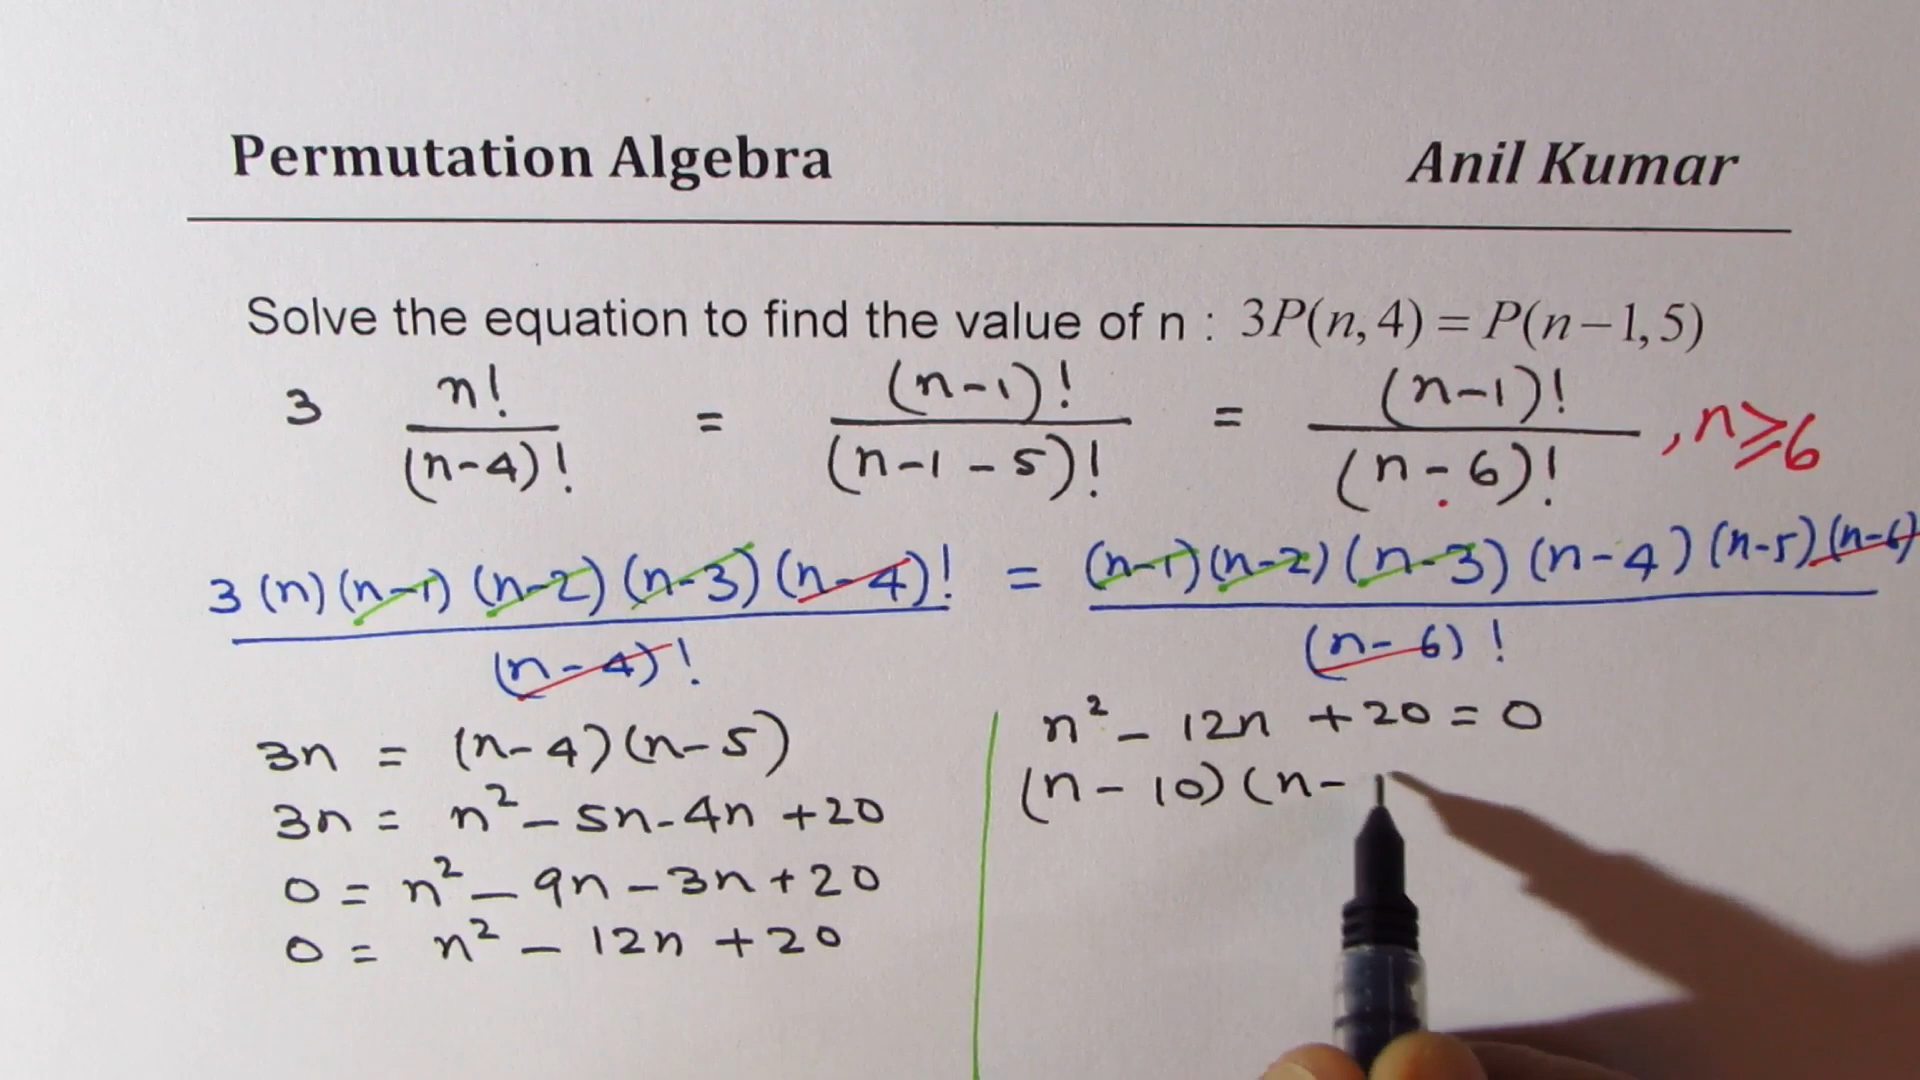 Permutation Algebra Anil Kumar
Solve the equation to find the value of n : 3P(n,4) = P(n−1,5)
3 n!/(n-4)! = (n-1)!/(n-1-5)! = (n-1)!/(n-6)! , n≥6
3(n)(n-1)(n-2)(n-3)(n-4)!/(n-4)! = (n-1)(n-2)(n-3)(n-4)(n-5)(n-6)/(n-6)!
3n = (n-4)(n-5)
3n = n² - 5n - 4n + 20
0 = n² - 9n - 3n + 20
0 = n² - 12n + 20
n² - 12n + 20 = 0
(n - 10)(n -